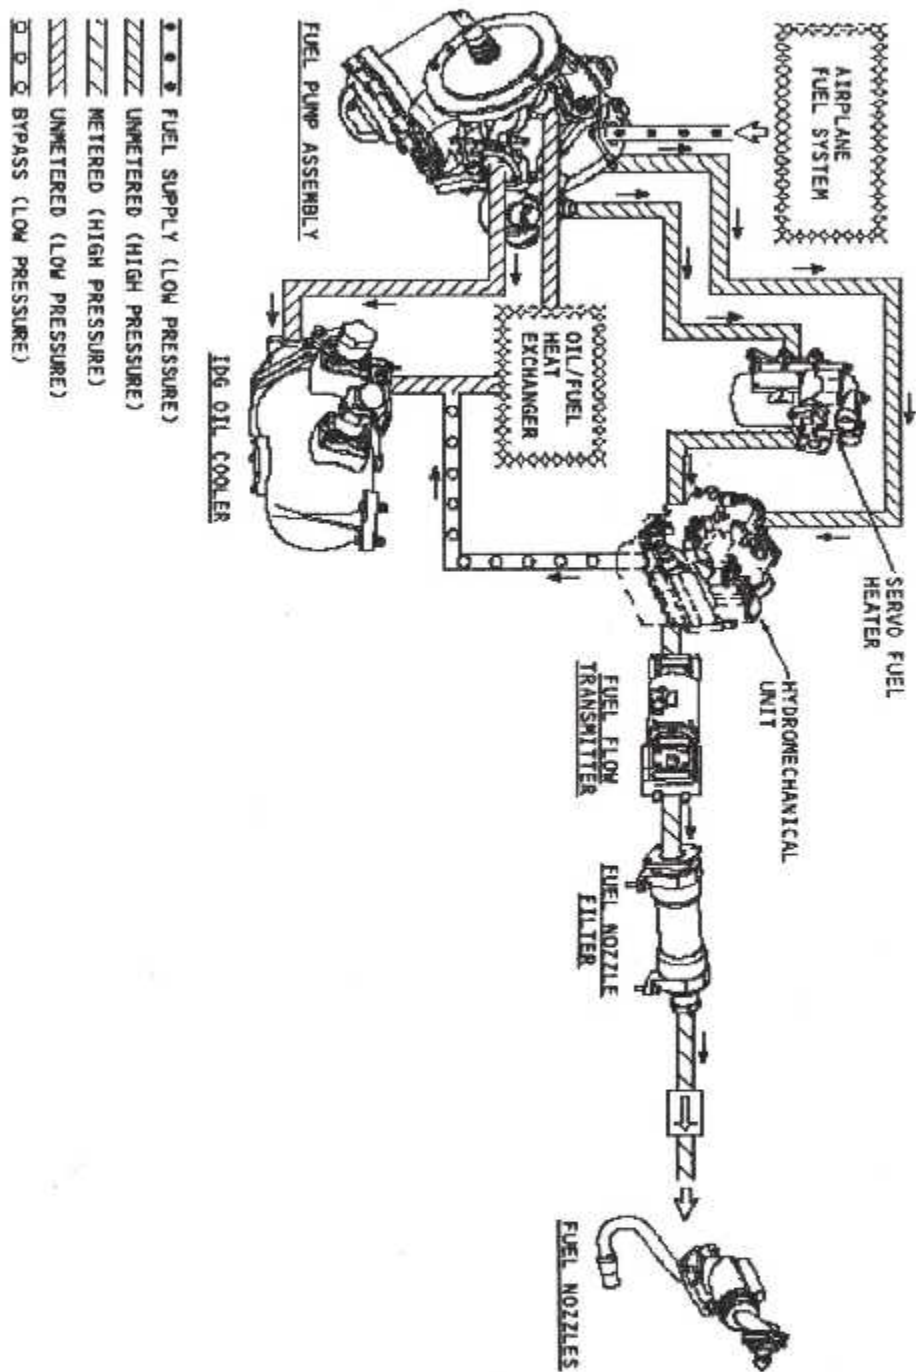 AIRPLANE
FUEL SYSTEM
SERVO FUEL
HEATER
HYDROMECHANICAL
UNIT
OIL/FUEL
HEAT
EXCHANGER
FUEL FLOW
TRANSMITTER
FUEL NOZZLE
FILTER
FUEL NOZZLES
FUEL PUMP ASSEMBLY
IDG OIL COOLER
FUEL SUPPLY (LOW PRESSURE)
UNMETERED (HIGH PRESSURE)
METERED (HIGH PRESSURE)
UNMETERED (LOW PRESSURE)
BYPASS (LOW PRESSURE)